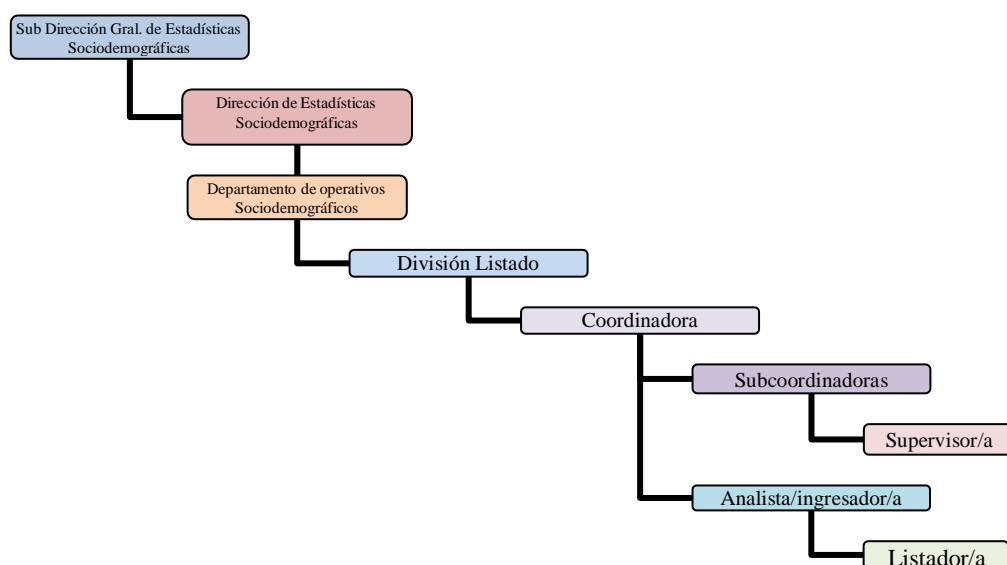 Sub Dirección Gral. de Estadísticas
Sociodemográficas
Dirección de Estadísticas
Sociodemográficas
Departamento de operativos
Sociodemográficos
División Listado
Coordinadora
Subcoordinadoras
Supervisor/a
Analista/ingresador/a
Listador/a